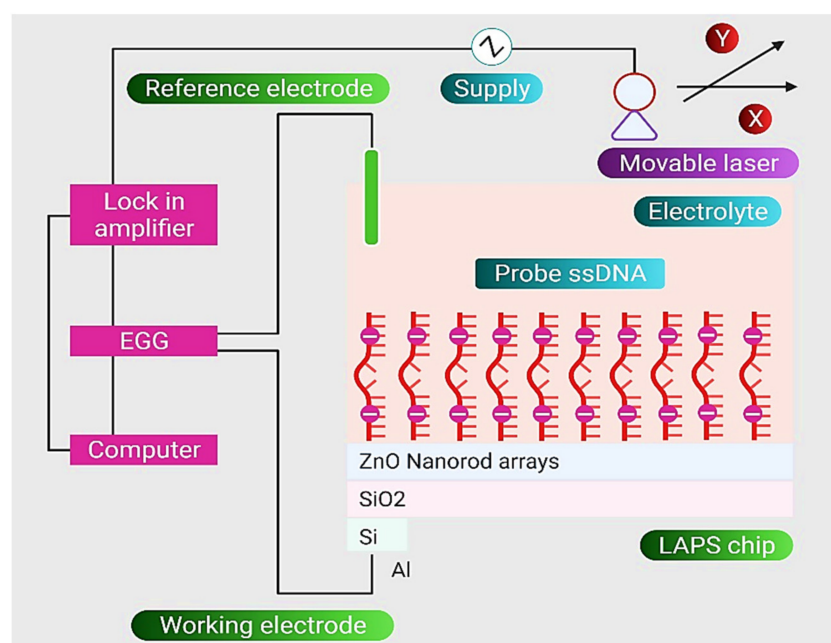 Y
Reference electrode
Supply
X
Movable laser
Lock in
amplifier
Electrolyte
Probe ssDNA
EGG
Computer
ZnO Nanorod arrays
SiO2
Si
LAPS chip
Al
Working electrode